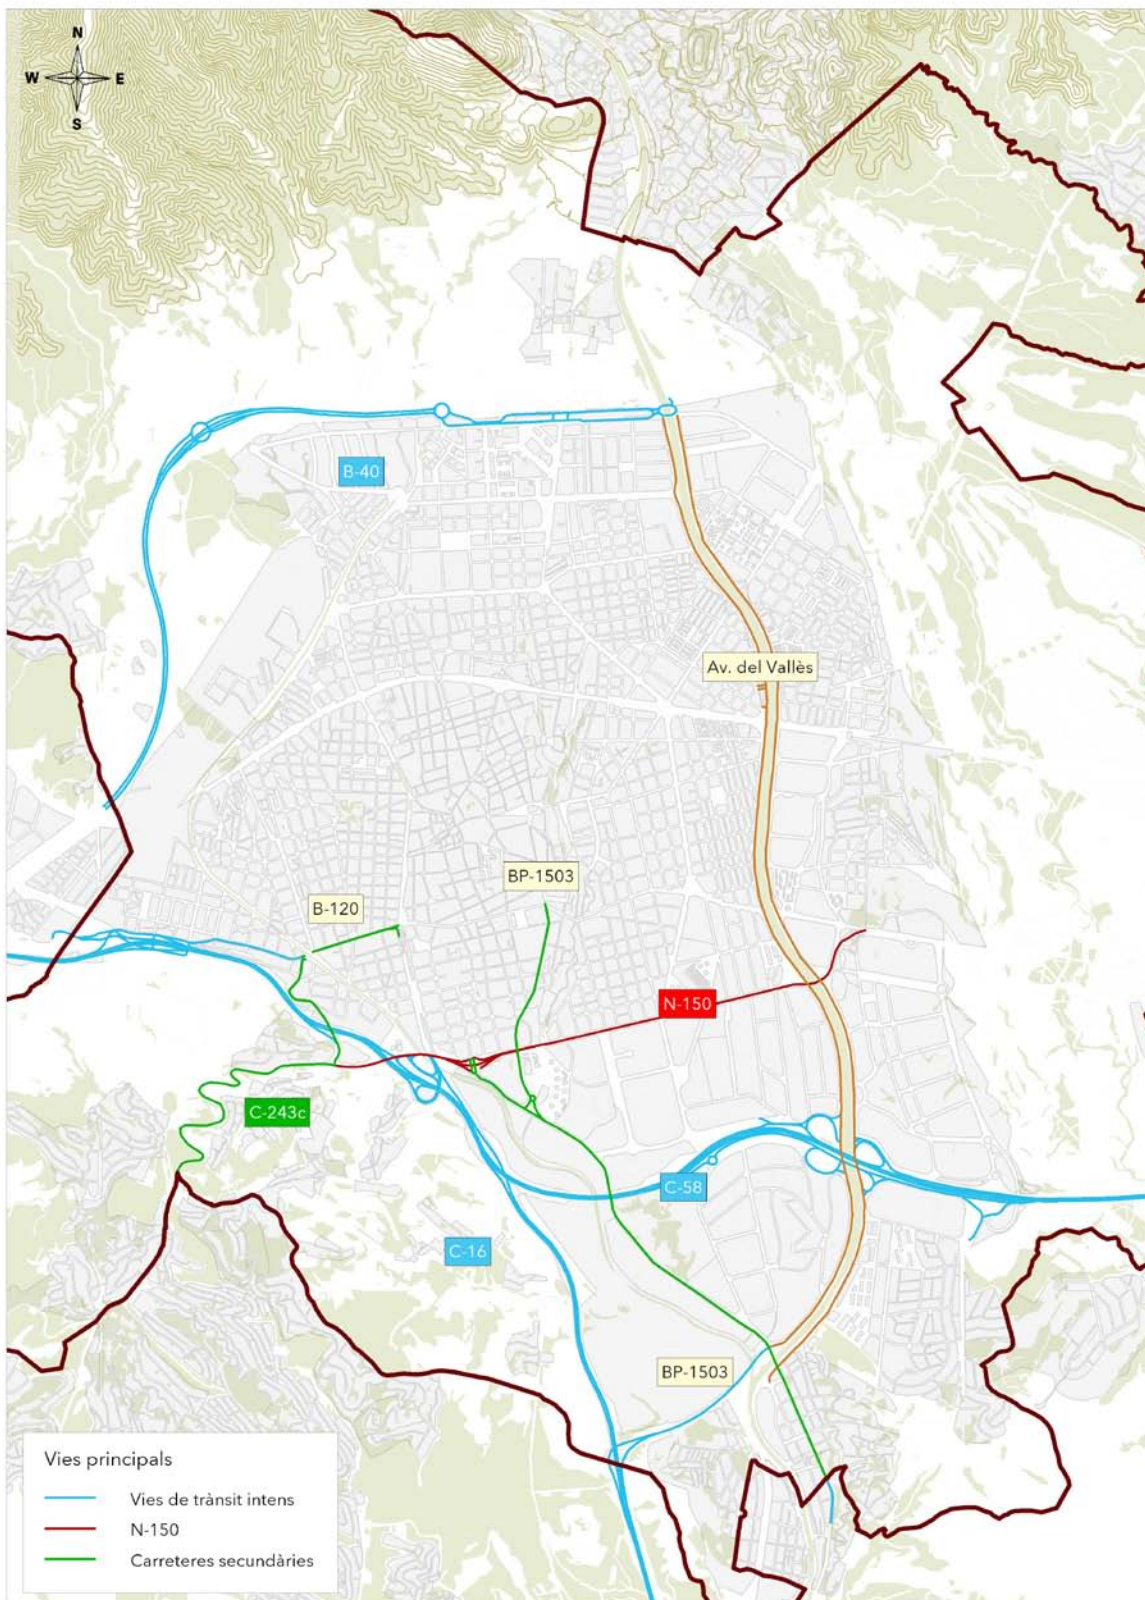 N
W E
S
B-40
Av. del Vallès
BP-1503
B-120
N-150
C-243c
C-58
C-16
BP-1503
Vies principals
Vies de trànsit intens
N-150
Carreteres secundàries